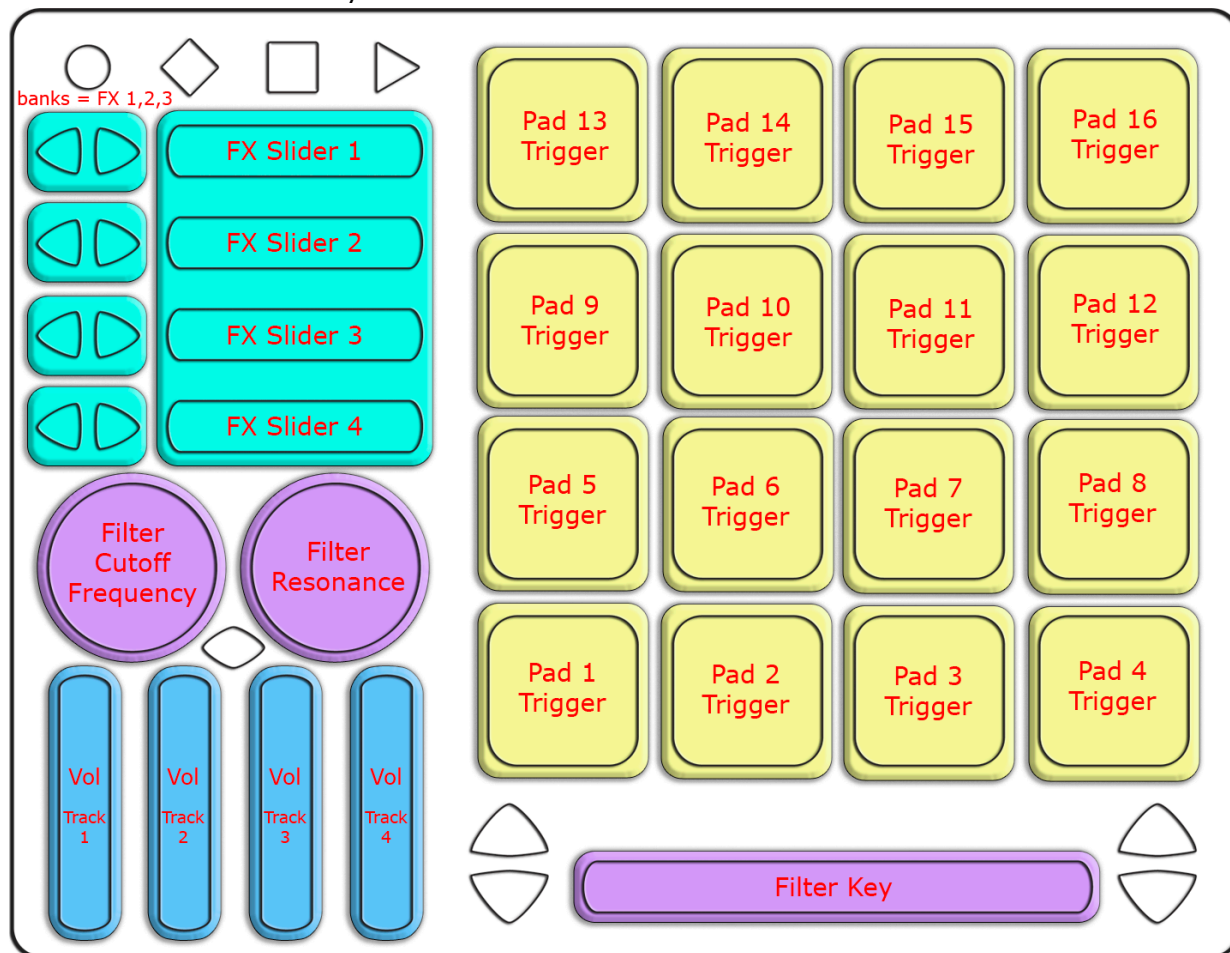 banks = FX 1,2,3
FX Slider 1
FX Slider 2
FX Slider 3
FX Slider 4
Filter
Cutoff
Frequency
Filter
Resonance
Vol
Track
1
Vol
Track
2
Vol
Track
3
Vol
Track
4
Pad 13
Trigger
Pad 14
Trigger
Pad 15
Trigger
Pad 16
Trigger
Pad 9
Trigger
Pad 10
Trigger
Pad 11
Trigger
Pad 12
Trigger
Pad 5
Trigger
Pad 6
Trigger
Pad 7
Trigger
Pad 8
Trigger
Pad 1
Trigger
Pad 2
Trigger
Pad 3
Trigger
Pad 4
Trigger
Filter Key